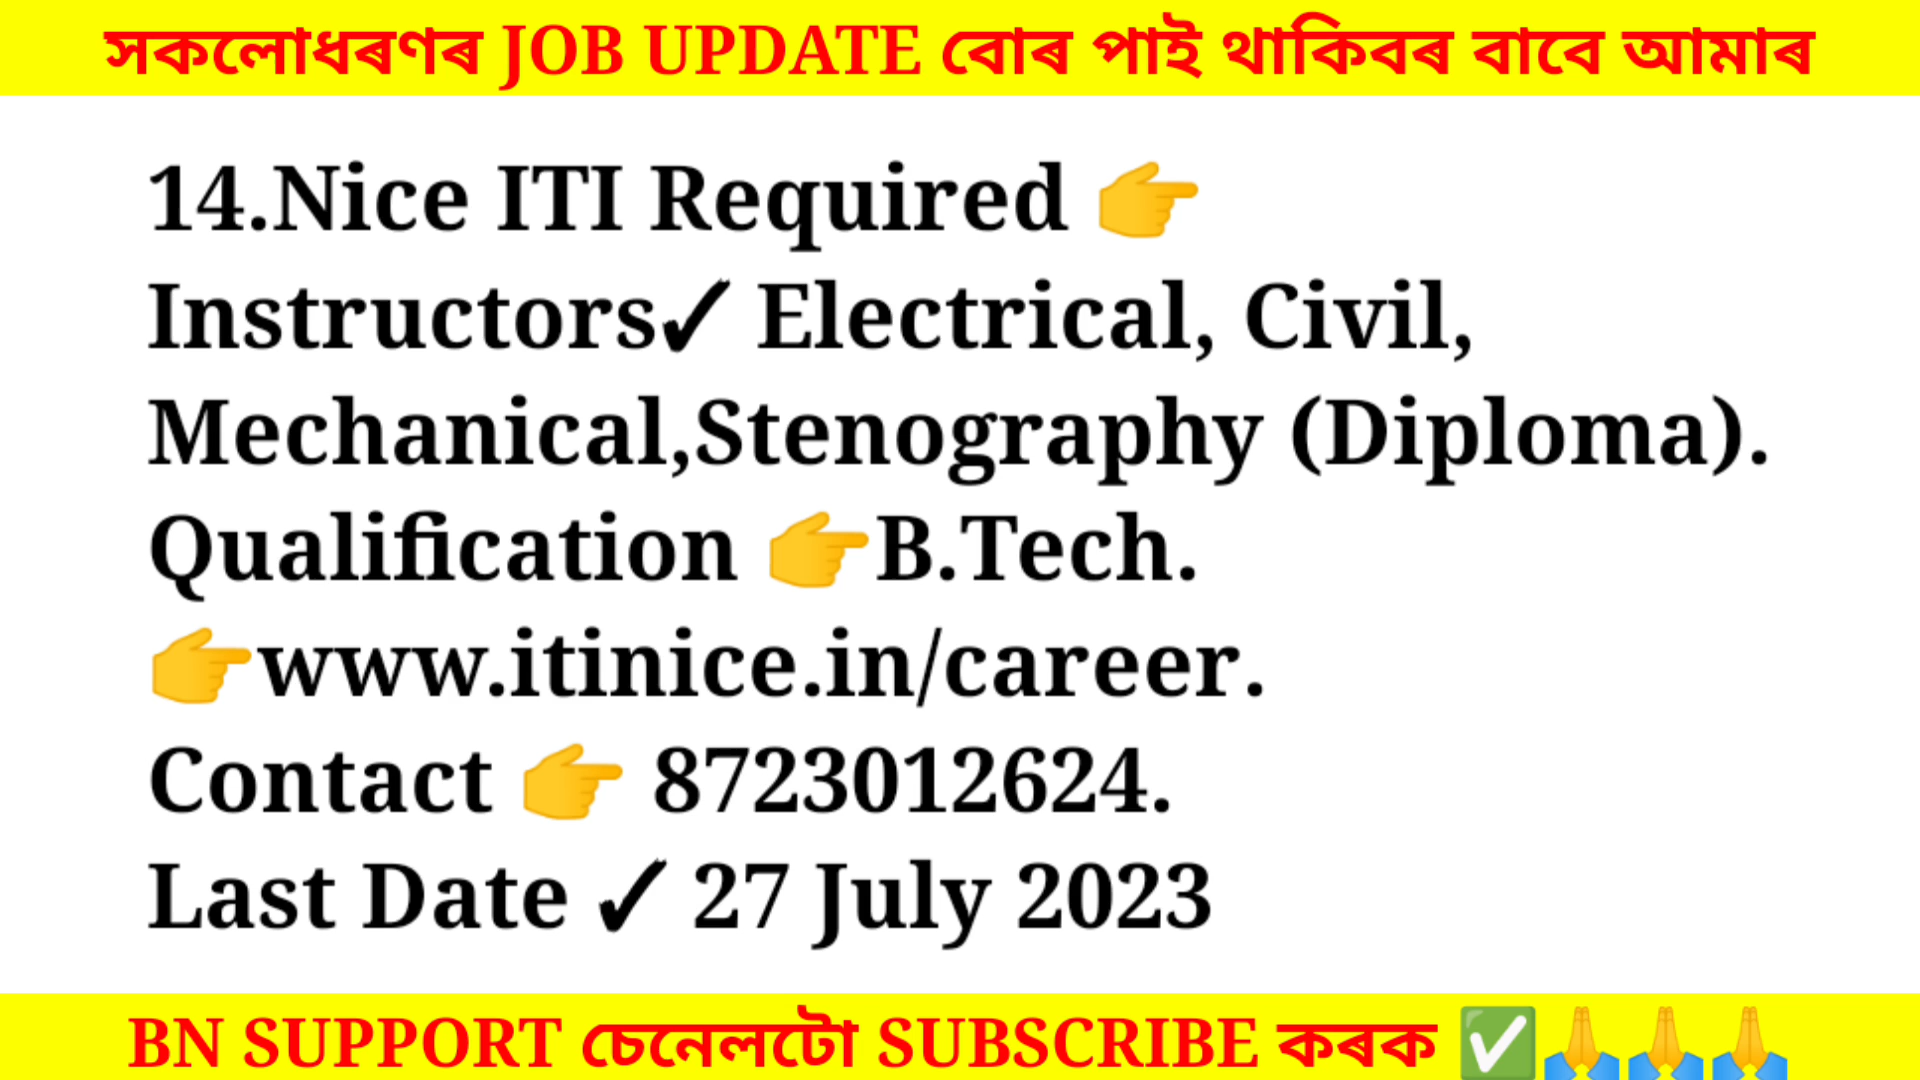 সকলোধৰণৰ JOB UPDATE বোৰ পাই থাকিবৰ বাবে আমাৰ
14.Nice ITI Required 👉
Instructors✓ Electrical, Civil,
Mechanical,Stenography (Diploma).
Qualification 👉B.Tech.
👉www.itinice.in/career.
Contact 👉 8723012624.
Last Date ✓ 27 July 2023
BN SUPPORT চেনেলটো SUBSCRIBE কৰক ✅🙏🙏🙏